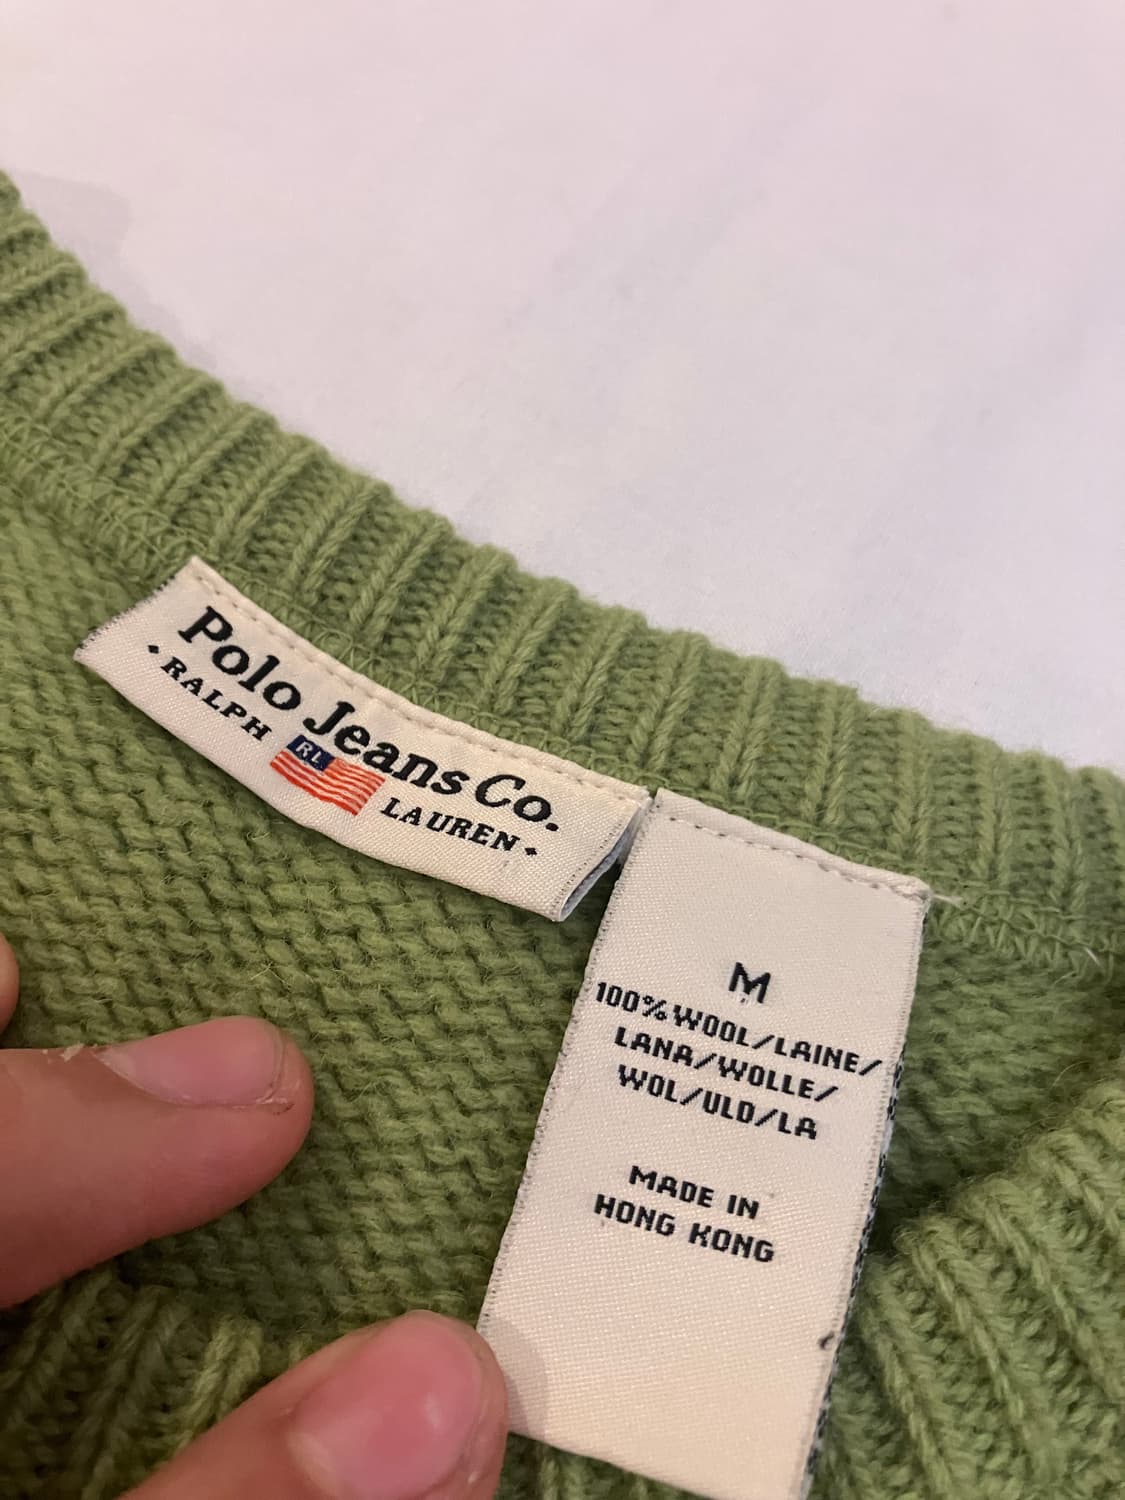 Polo Jeans Co.
• RALPH RL LAUREN •
M
100% WOOL/LAINE/
LANA/WOLLE/
WOL/ULD/LA
MADE IN
HONG KONG